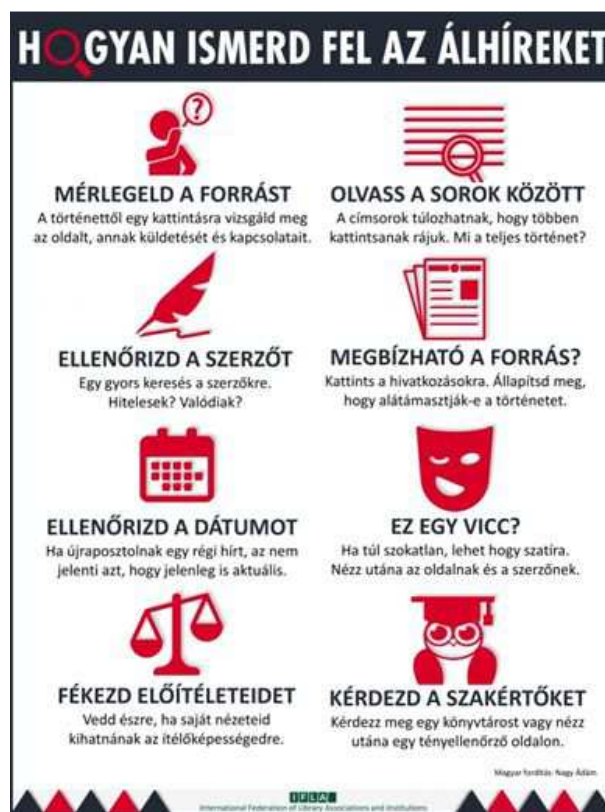 HOGYAN ISMERD FEL AZ ÁLHÍREKET
?
MÉRLEGELD A FORRÁST
A történettől egy kattintásra vizsgáld meg
az oldalt, annak küldetését és kapcsolatait.
OLVASS A SOROK KÖZÖTT
A címsorok túlozhatnak, hogy többen
kattintsanak rájuk. Mi a teljes történet?
ELLENŐRIZD A SZERZŐT
Egy gyors keresés a szerzőkre.
Hitelesek? Valódiak?
MEGBÍZHATÓ A FORRÁS?
Kattints a hivatkozásokra. Állapítsd meg,
hogy alátámasztják-e a történetet.
ELLENŐRIZD A DÁTUMOT
Ha újraposztolnak egy régi hírt, az nem
jelenti azt, hogy jelenleg is aktuális.
EZ EGY VICC?
Ha túl szokatlan, lehet hogy szatíra.
Nézz utána az oldalnak és a szerzőnek.
FÉKEZD ELŐÍTÉLETEIDET
Vedd észre, ha saját nézeteid
kihatnának az ítélőképességedre.
KÉRDEZD A SZAKÉRTŐKET
Kérdezz meg egy könyvtárost vagy nézz
utána egy tényellenőrző oldalon.
Magyar fordítás: Nagy Ádám
IFLA
International Federation of Library Associations and Institutions